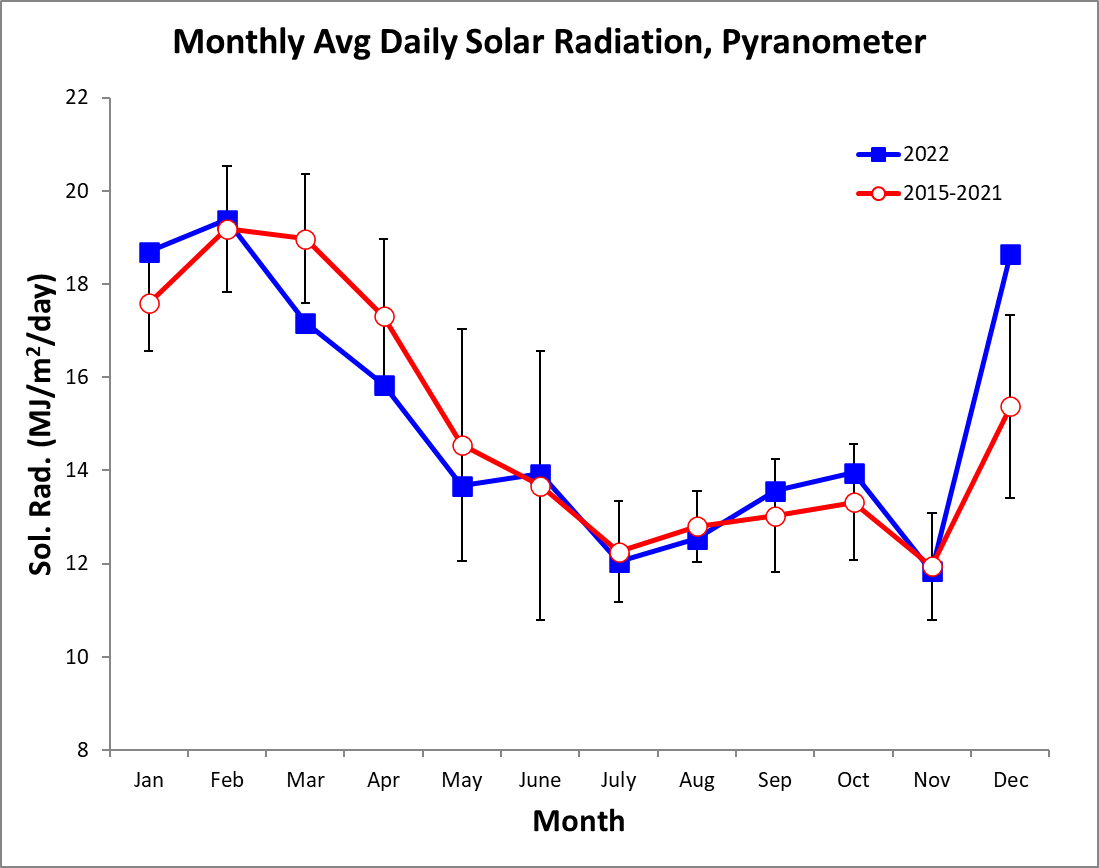 Monthly Avg Daily Solar Radiation, Pyranometer
22
20
18
16
14
12
10
8
Sol. Rad. (MJ/m²/day)
2022
2015-2021
Jan Feb Mar Apr May June July Aug Sep Oct Nov Dec
Month